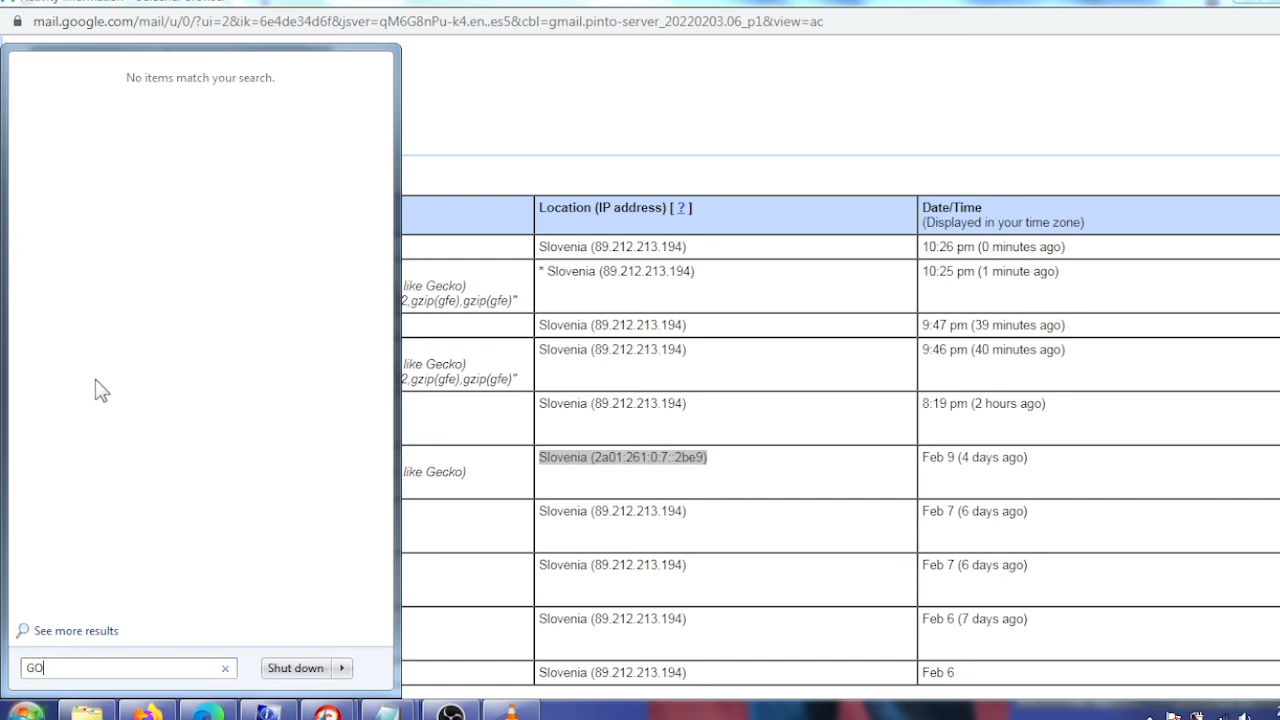 mail.google.com/mail/u/0/?ui=2&ik=6e4de34d6f&jsver=qM6G8nPu-k4.en..es5&cbl=gmail.pinto-server_20220203.06_p1&view=ac
No items match your search.
See more results
GO
Shut down
Location (IP address) [ ? ]
Date/Time
(Displayed in your time zone)
Slovenia (89.212.213.194)
10:26 pm (0 minutes ago)
like Gecko)
2,gzip(gfe),gzip(gfe)"
* Slovenia (89.212.213.194)
10:25 pm (1 minute ago)
Slovenia (89.212.213.194)
9:47 pm (39 minutes ago)
like Gecko)
2,gzip(gfe),gzip(gfe)"
Slovenia (89.212.213.194)
9:46 pm (40 minutes ago)
Slovenia (89.212.213.194)
8:19 pm (2 hours ago)
like Gecko)
Slovenia (2a01:261:0:7::2be9)
Feb 9 (4 days ago)
Slovenia (89.212.213.194)
Feb 7 (6 days ago)
Slovenia (89.212.213.194)
Feb 7 (6 days ago)
Slovenia (89.212.213.194)
Feb 6 (7 days ago)
Slovenia (89.212.213.194)
Feb 6